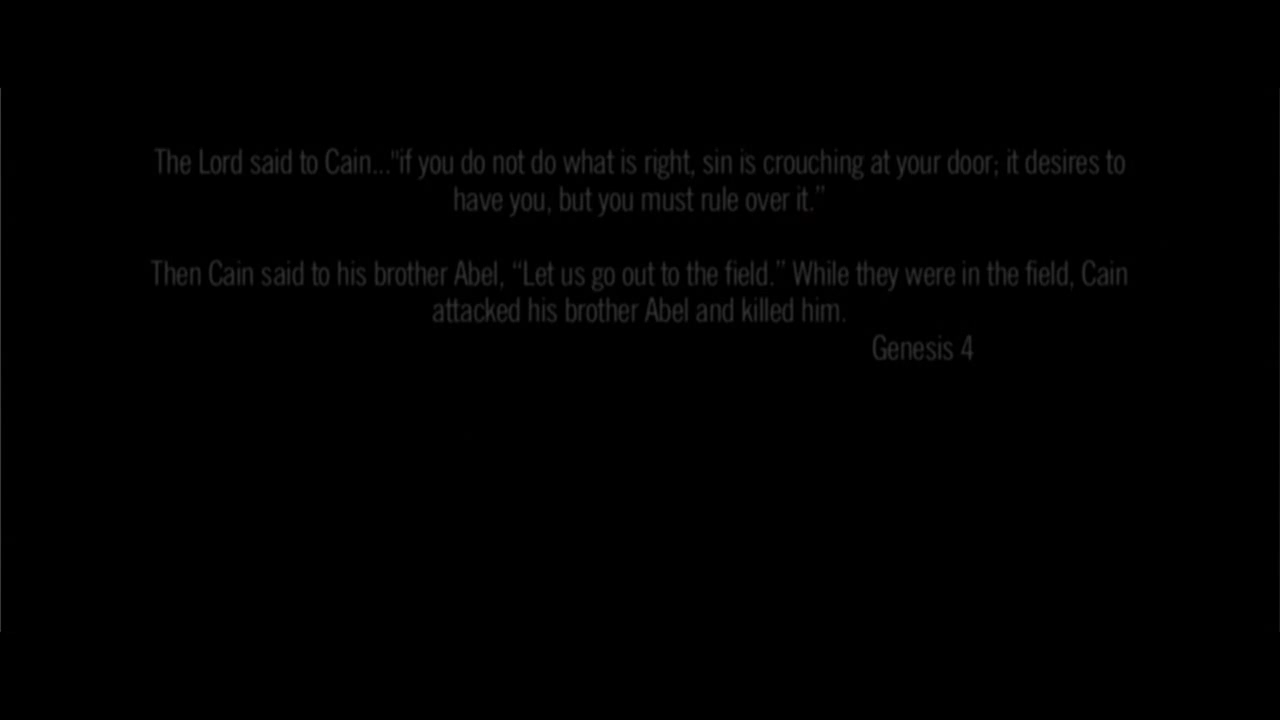 The Lord said to Cain..."if you do not do what is right, sin is crouching at your door; it desires to
have you, but you must rule over it.”
Then Cain said to his brother Abel, “Let us go out to the field.” While they were in the field, Cain
attacked his brother Abel and killed him.
Genesis 4